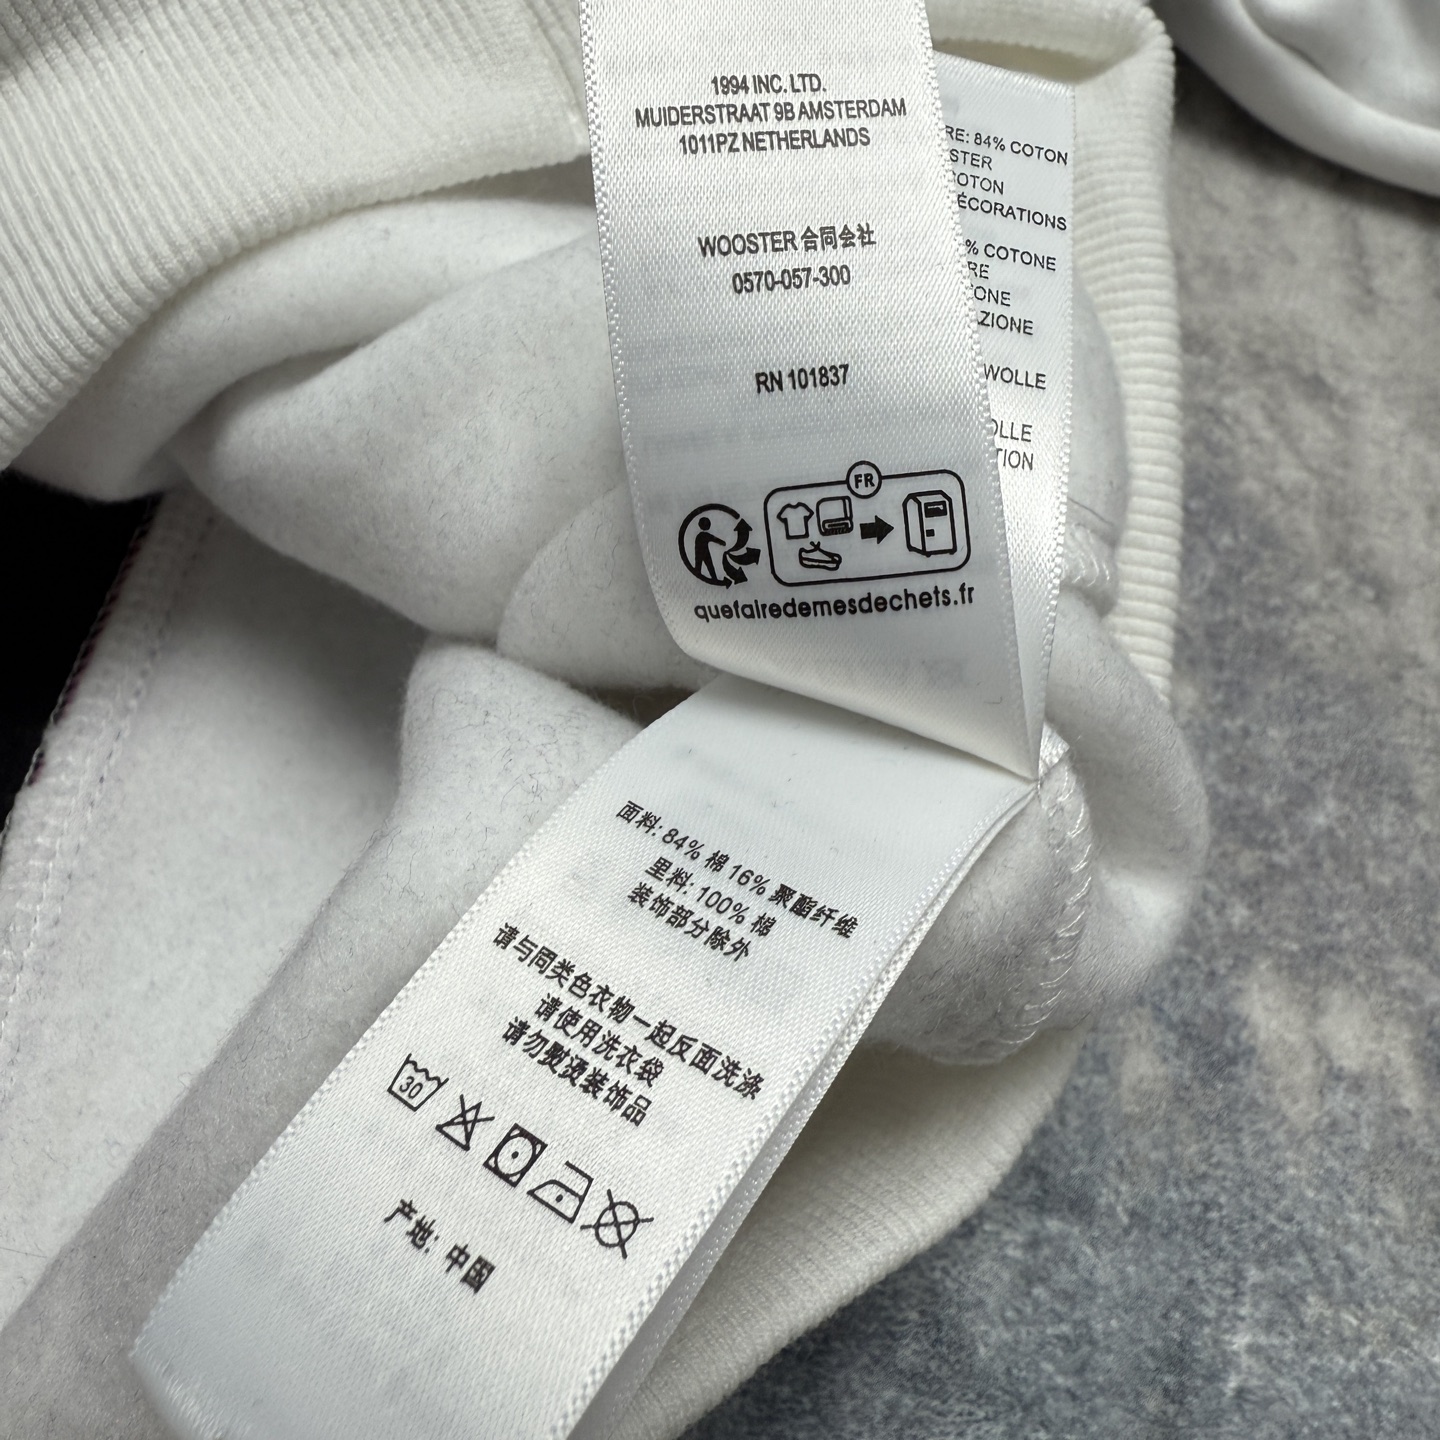 1994 INC. LTD.
MUIDERSTRAAT 9B AMSTERDAM
1011PZ NETHERLANDS
WOOSTER 合同会社
0570-057-300
RN 101837
FR
quefairedemesdechets.fr
RE: 84% COTON
STER
COTON
DÉCORATIONS
% COTONE
RE
ONE
AZIONE
WOLLE
OLLE
TION
面料: 84% 棉 16% 聚酯纤维
里料: 100% 棉
装饰部分除外
请与同类色衣物一起反面洗涤
请使用洗衣袋
请勿熨烫装饰品
30
产地: 中国